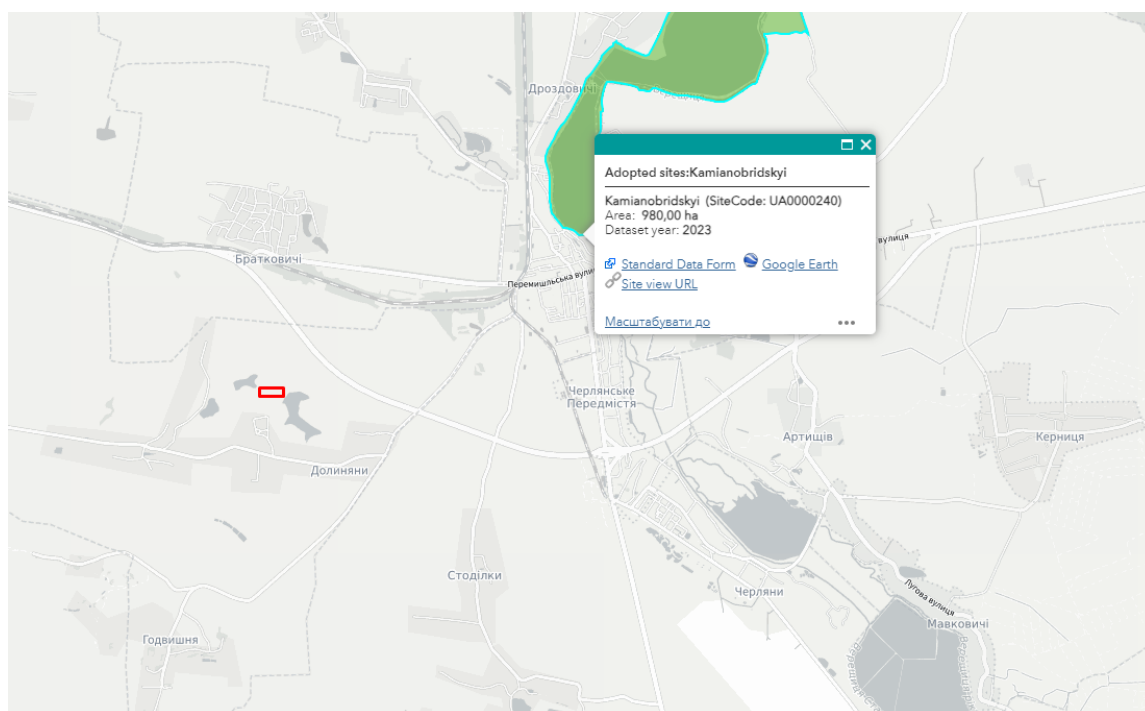 Дроздовичі
Adopted sites:Kamianobridskyi
Kamianobridskyi (SiteCode: UA0000240)
Area: 980,00 ha
Dataset year: 2023
Standard Data Form
Google Earth
Site view URL
Масштабувати до
вулиця
Братковичі
Перемишльська вулиця
Черлянське
Передмістя
Артищів
Керниця
Долиняни
Стоділки
Черляни
Лугова вулиця
Мавковичі
Годвишня